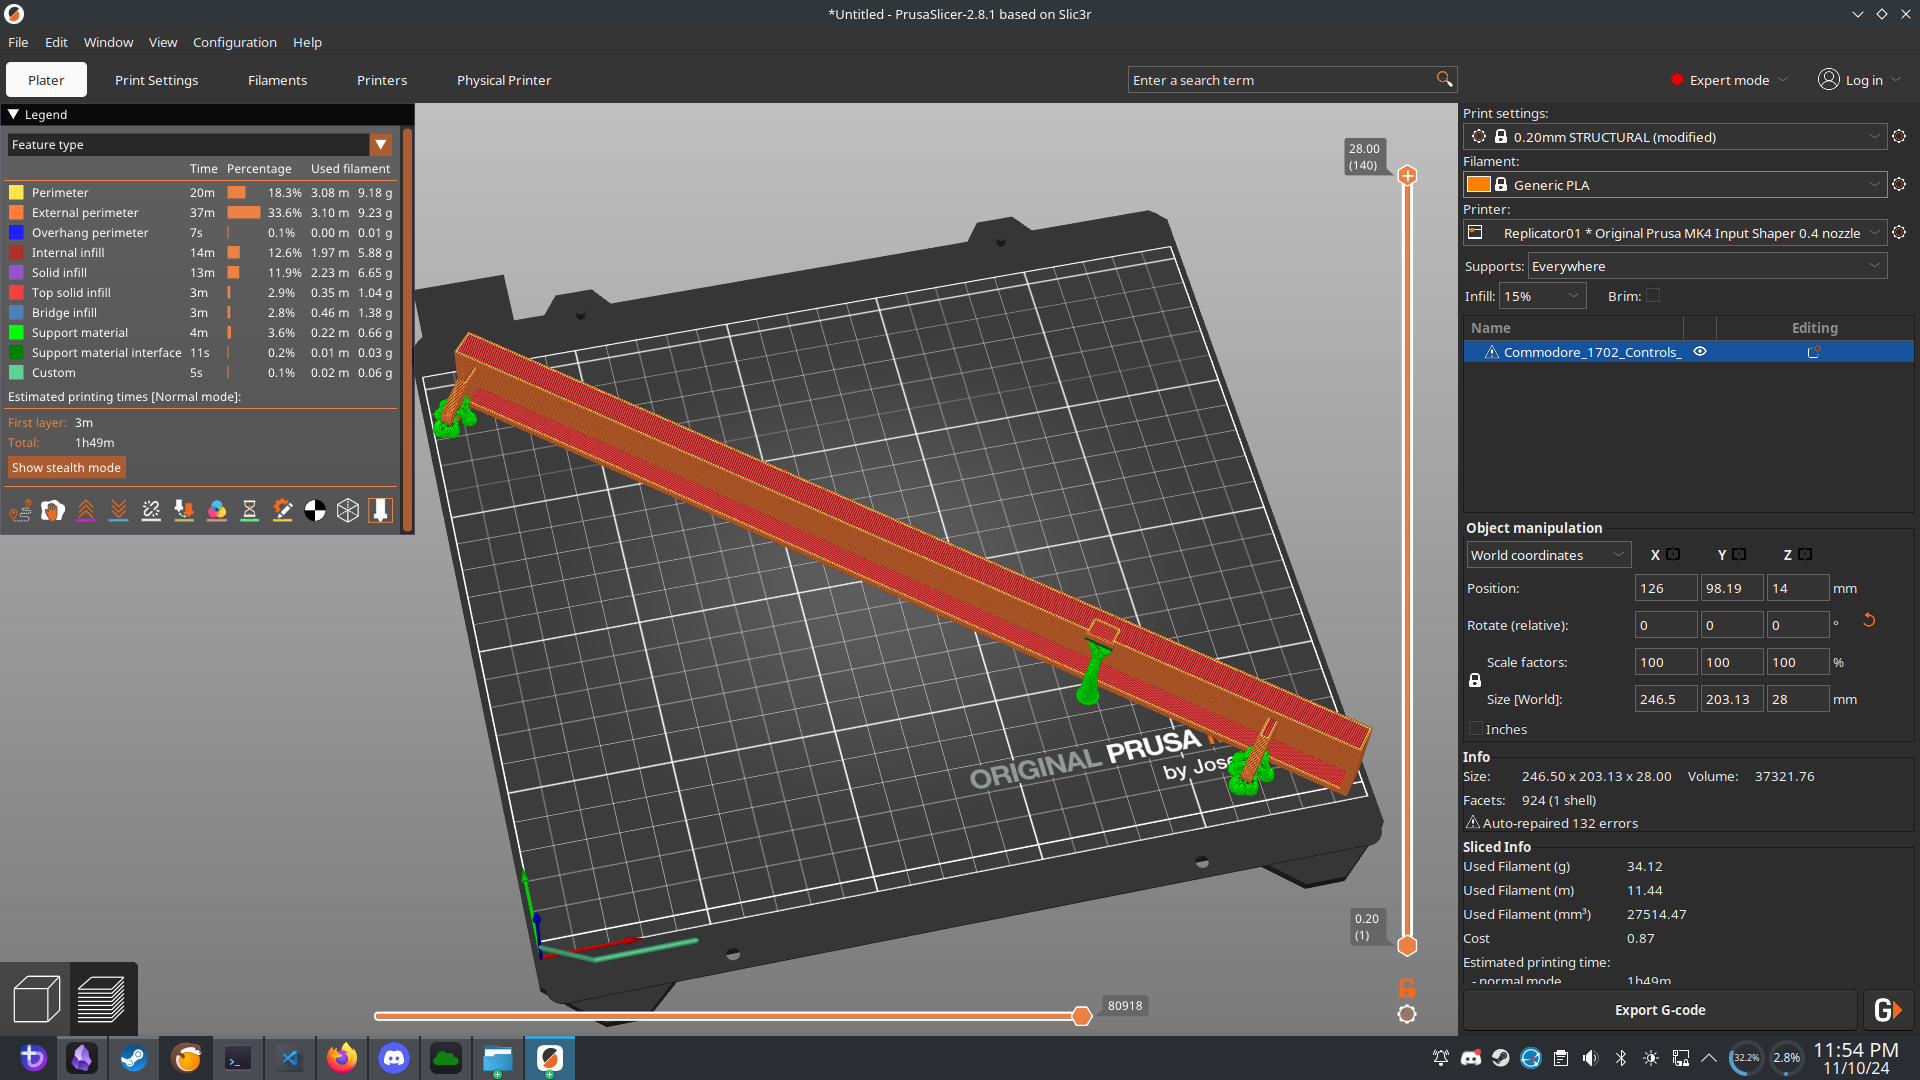 *Untitled - PrusaSlicer-2.8.1 based on Slic3r
File Edit Window View Configuration Help
Plater Print Settings Filaments Printers Physical Printer Enter a search term Expert mode Log in
Legend
Feature type
Time Percentage Used filament
Perimeter 20m 18.3% 3.08 m 9.18 g
External perimeter 37m 33.6% 3.10 m 9.23 g
Overhang perimeter 7s 0.1% 0.00 m 0.01 g
Internal infill 14m 12.6% 1.97 m 5.88 g
Solid infill 13m 11.9% 2.23 m 6.65 g
Top solid infill 3m 2.9% 0.35 m 1.04 g
Bridge infill 3m 2.8% 0.46 m 1.38 g
Support material 4m 3.6% 0.22 m 0.66 g
Support material interface 11s 0.2% 0.01 m 0.03 g
Custom 5s 0.1% 0.02 m 0.06 g
Estimated printing times [Normal mode]:
First layer: 3m
Total: 1h49m
Show stealth mode
28.00
(140)
ORIGINAL PRUSA
by Jose
0.20
(1)
80918
Print settings:
0.20mm STRUCTURAL (modified)
Filament:
Generic PLA
Printer:
Replicator01 * Original Prusa MK4 Input Shaper 0.4 nozzle
Supports: Everywhere
Infill: 15% Brim:
Name Editing
Commodore_1702_Controls_
Object manipulation
World coordinates X Y Z
Position: 126 98.19 14 mm
Rotate (relative): 0 0 0 °
Scale factors: 100 100 100 %
Size [World]: 246.5 203.13 28 mm
Inches
Info
Size: 246.50 x 203.13 x 28.00 Volume: 37321.76
Facets: 924 (1 shell)
Auto-repaired 132 errors
Sliced Info
Used Filament (g) 34.12
Used Filament (m) 11.44
Used Filament (mm³) 27514.47
Cost 0.87
Estimated printing time:
- normal mode 1h49m
Export G-code
G
32.2% 2.8% 11:54 PM
11/10/24